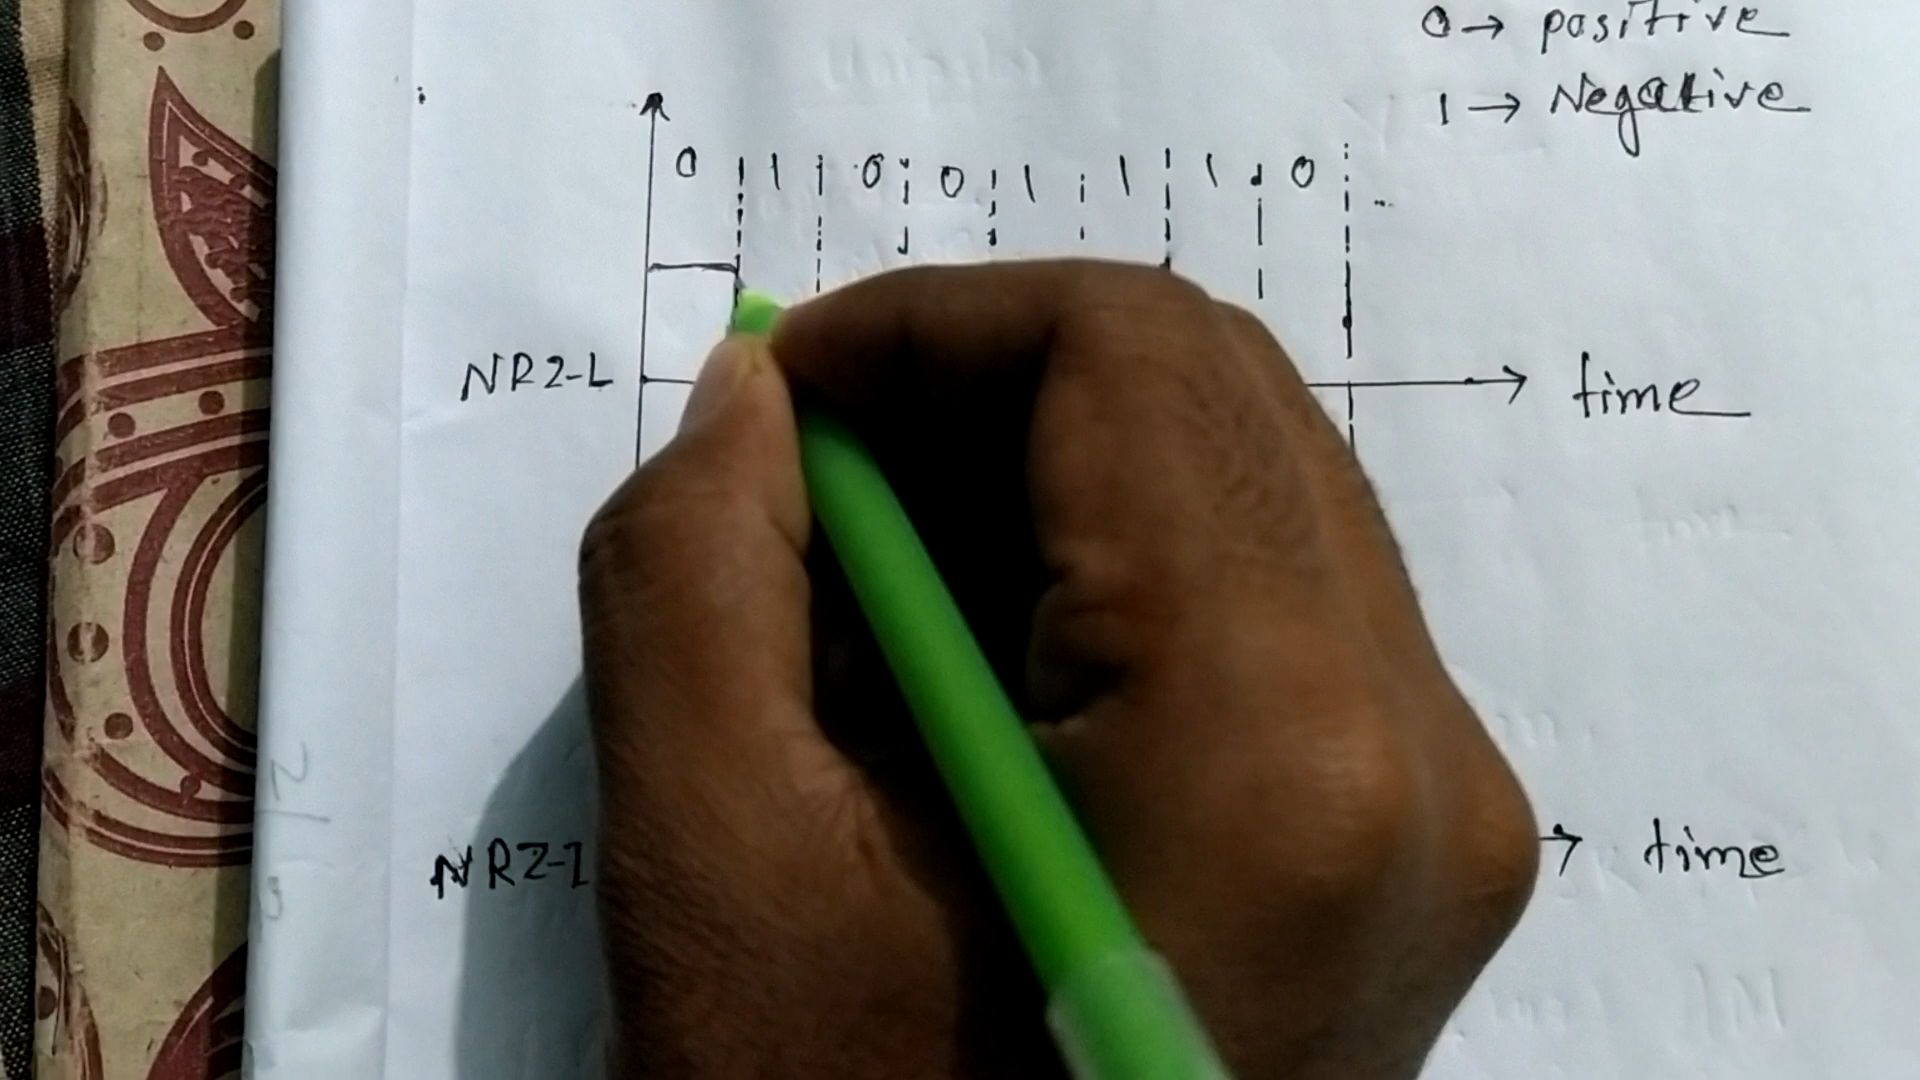 0 → positive
1 → Negative
0 1 0 0 1 1 1 0
NRZ-L
time
NRZ-I
time